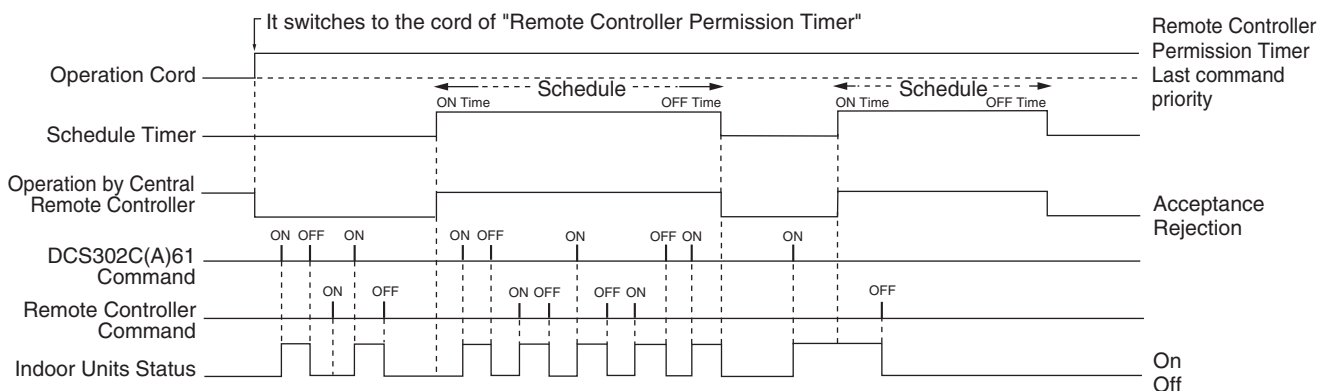 It switches to the cord of "Remote Controller Permission Timer"
Remote Controller
Permission Timer
Last command
priority
Operation Cord
Schedule
Schedule
ON Time
OFF Time
ON Time
OFF Time
Schedule Timer
Operation by Central
Remote Controller
Acceptance
Rejection
ON OFF ON ON OFF ON OFF ON ON
DCS302C(A)61
Command
ON OFF ON OFF OFF ON OFF
Remote Controller
Command
Indoor Units Status
On
Off